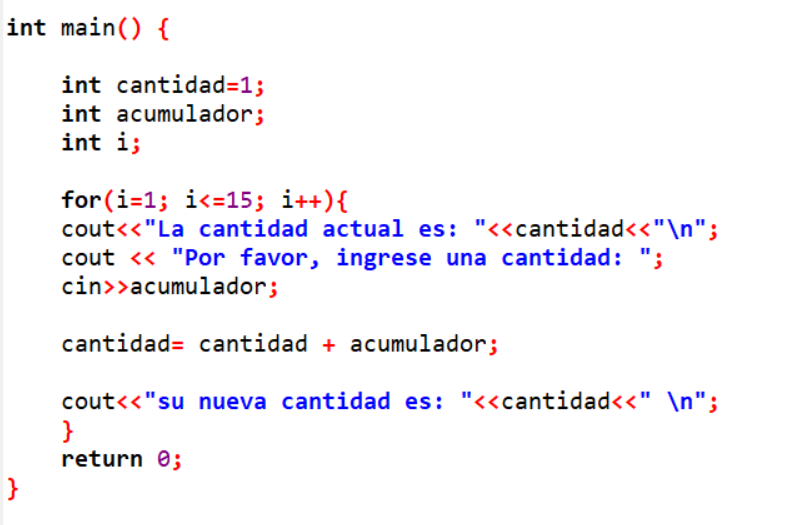 int main() {
int cantidad=1;
int acumulador;
int i;
for(i=1; i<=15; i++){
cout<<"La cantidad actual es: "<<cantidad<<"\n";
cout << "Por favor, ingrese una cantidad: ";
cin>>acumulador;
cantidad= cantidad + acumulador;
cout<<"su nueva cantidad es: "<<cantidad<<" \n";
}
return 0;
}